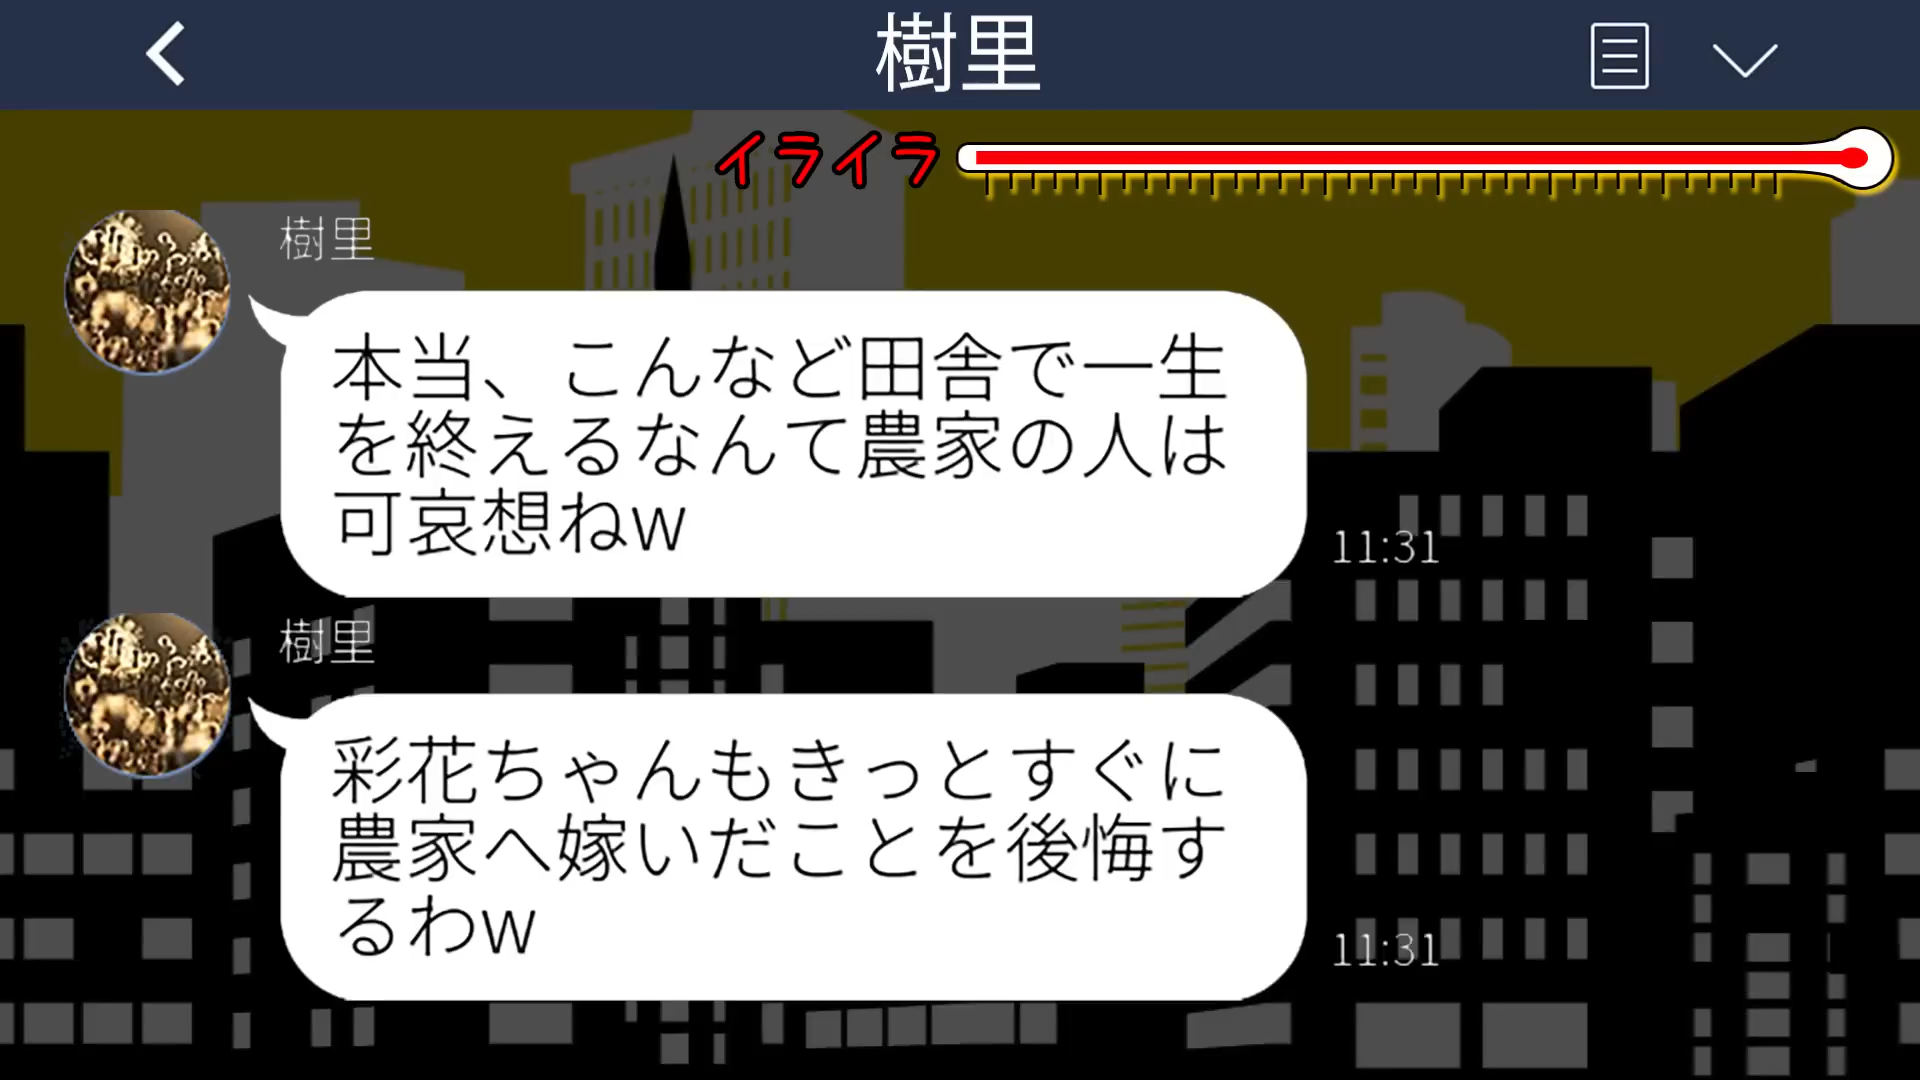 樹里
イライラ
樹里
本当、こんなど田舎で一生
を終えるなんて農家の人は
可哀想ねw
11:31
樹里
彩花ちゃんもきっとすぐに
農家へ嫁いだことを後悔す
るわw
11:31